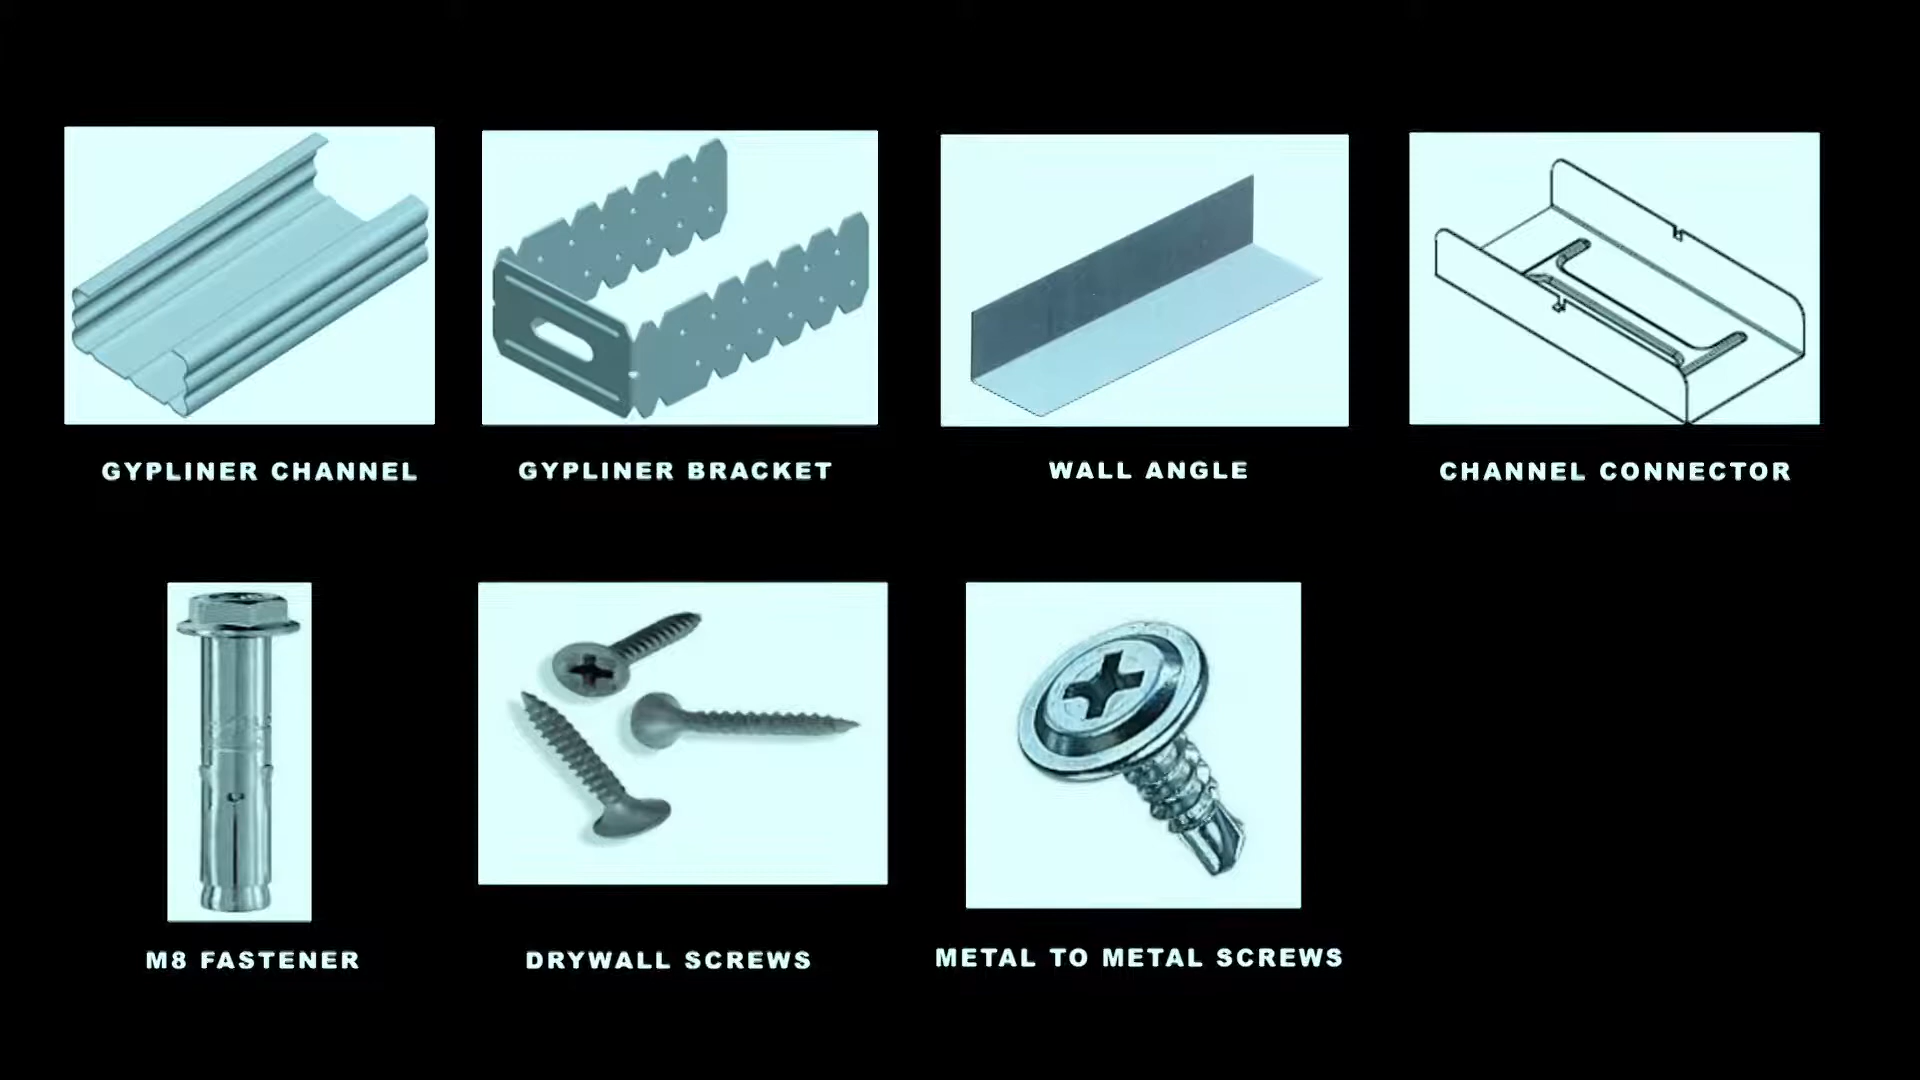 GYPLINER CHANNEL
GYPLINER BRACKET
WALL ANGLE
CHANNEL CONNECTOR
M8 FASTENER
DRYWALL SCREWS
METAL TO METAL SCREWS